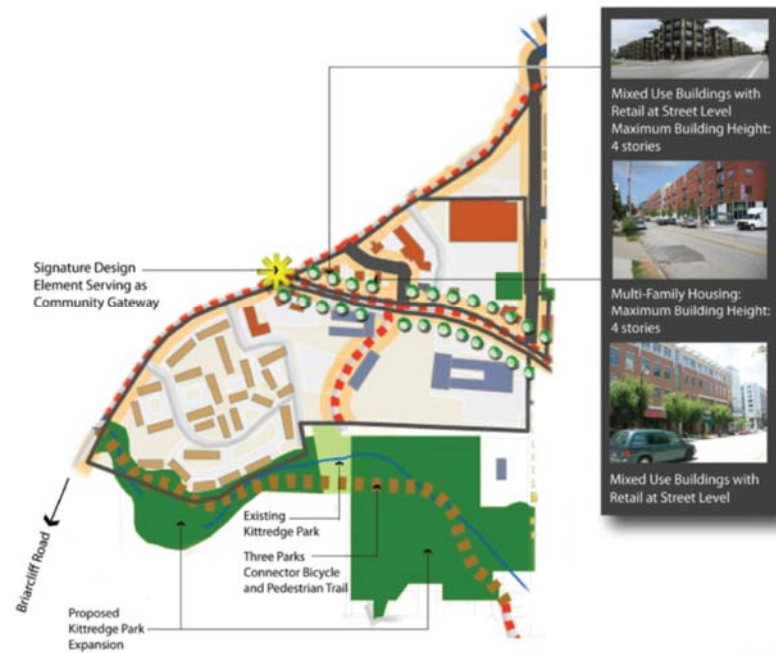 Mixed Use Buildings with
Retail at Street Level
Maximum Building Height:
4 stories
Signature Design
Element Serving as
Community Gateway
Multi-Family Housing:
Maximum Building Height:
4 stories
Mixed Use Buildings with
Retail at Street Level
Existing
Kittredge Park
Three Parks
Connector Bicycle
and Pedestrian Trail
Briarcliff Road
Proposed
Kittredge Park
Expansion